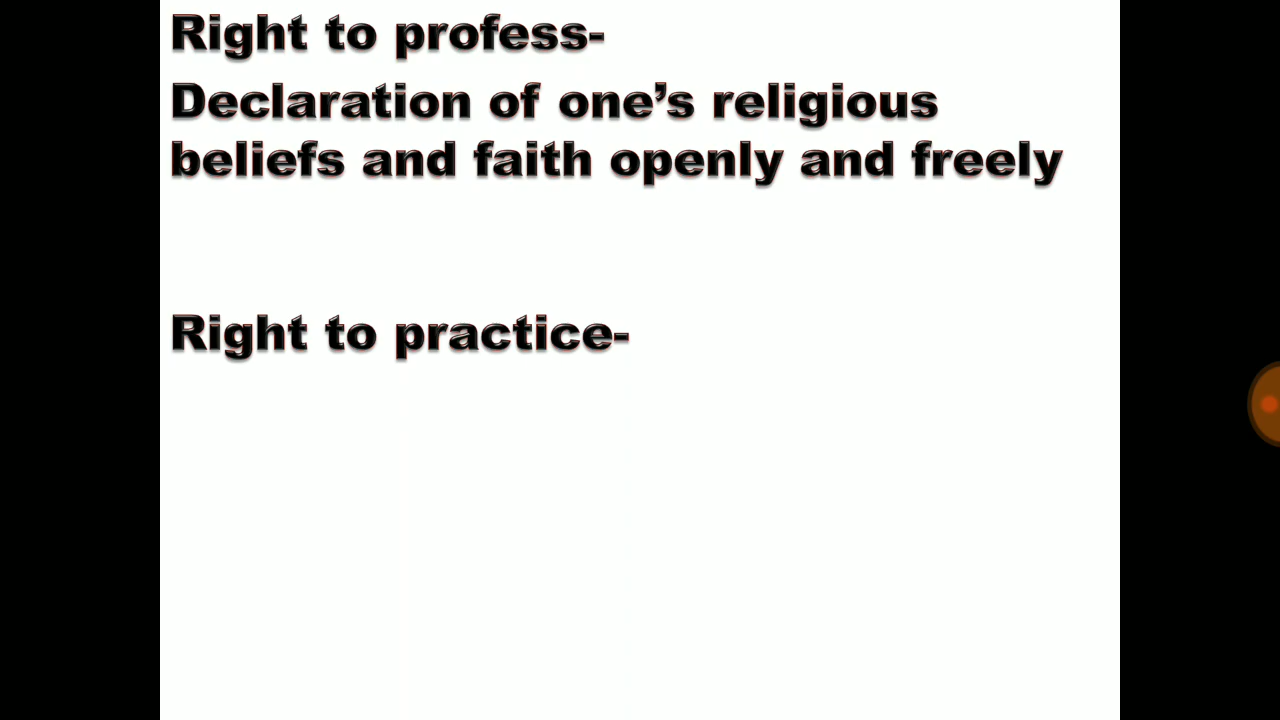 Right to profess-
Declaration of one’s religious
beliefs and faith openly and freely
Right to practice-